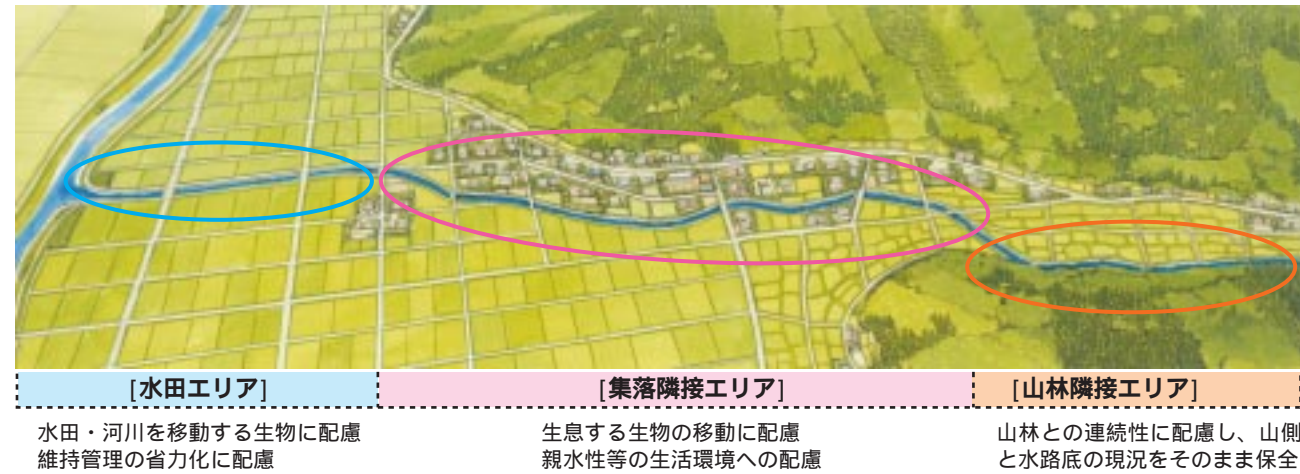 [水田エリア]
[集落隣接エリア]
[山林隣接エリア]
水田・河川を移動する生物に配慮
維持管理の省力化に配慮
生息する生物の移動に配慮
親水性等の生活環境への配慮
山林との連続性に配慮し、山側
と水路底の現況をそのまま保全